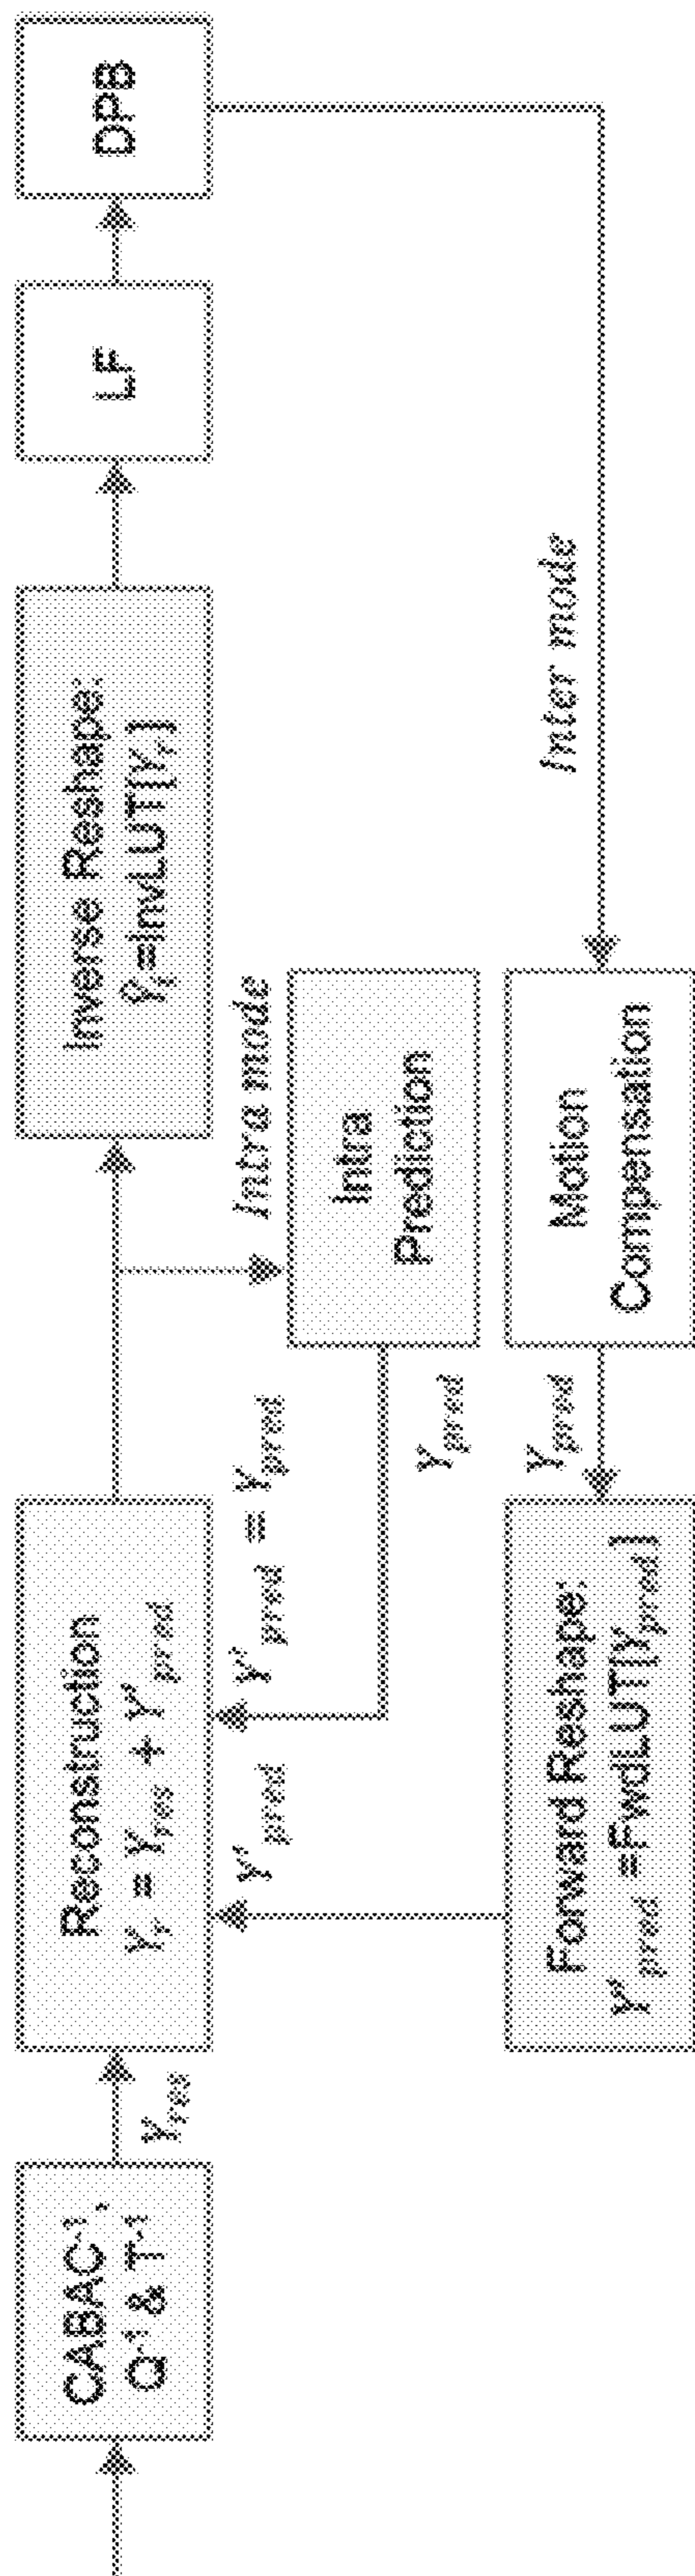 CABAC⁻¹,
Q⁻¹ & T⁻¹
Y_res
Reconstruction
Y_r = Y_res + Y'_pred
Inverse Reshape:
Ŷ_i=InvLUT[Y_r]
LF
DPB
Y'_pred
Y'_pred = Y_pred
Intra mode
Intra
Prediction
Y_pred
Inter mode
Forward Reshape:
Y'_pred =FwdLUT[Y_pred]
Y_pred
Motion
Compensation